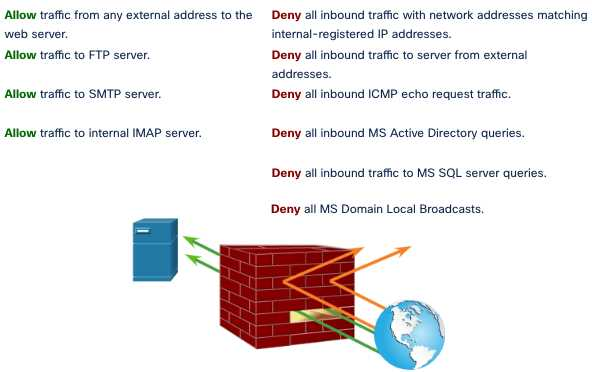 Allow traffic from any external address to the
web server.
Allow traffic to FTP server.
Allow traffic to SMTP server.
Allow traffic to internal IMAP server.
Deny all inbound traffic with network addresses matching
internal-registered IP addresses.
Deny all inbound traffic to server from external
addresses.
Deny all inbound ICMP echo request traffic.
Deny all inbound MS Active Directory queries.
Deny all inbound traffic to MS SQL server queries.
Deny all MS Domain Local Broadcasts.